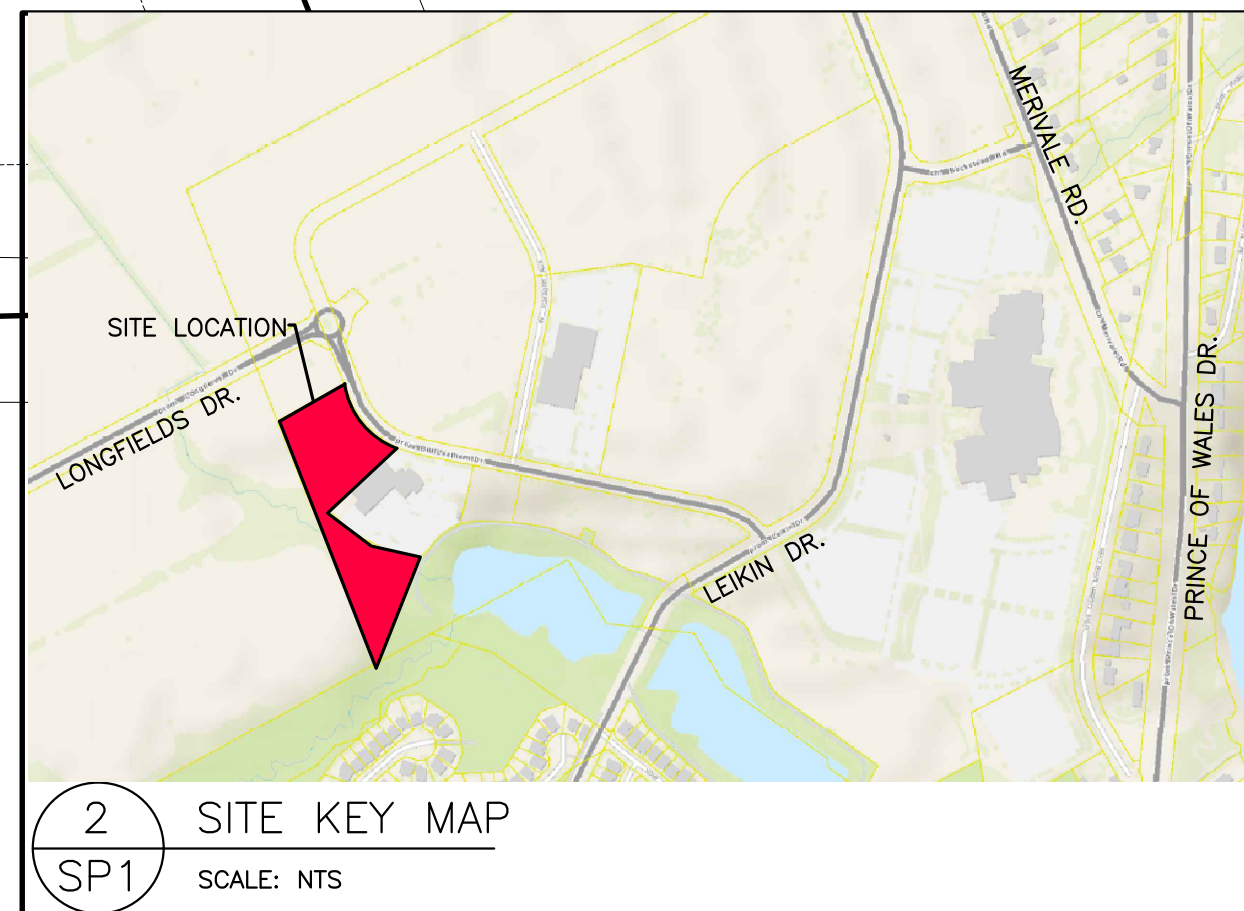 MERIVALE RD.
SITE LOCATION
LONGFIELDS DR.
PRINCE OF WALES DR.
LEIKIN DR.
2
SP1
SITE KEY MAP
SCALE: NTS